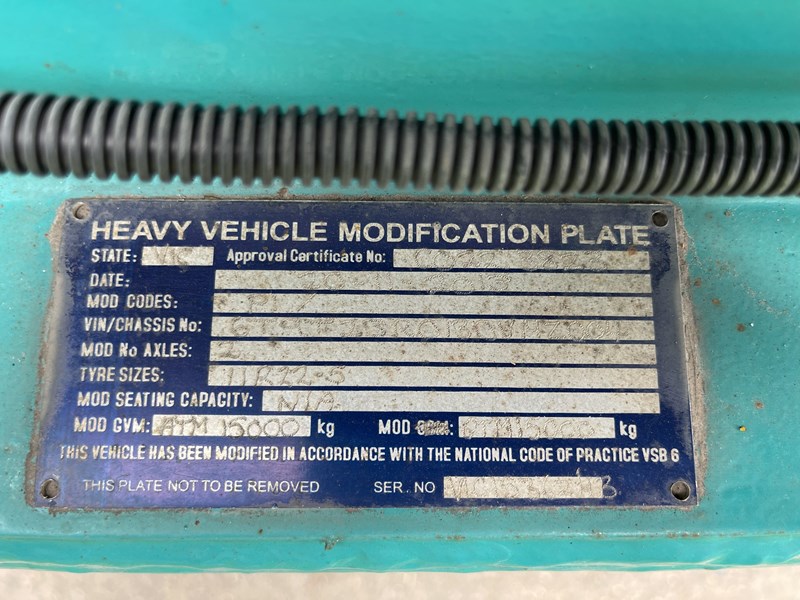 HEAVY VEHICLE MODIFICATION PLATE
STATE: VIC Approval Certificate No:
DATE:
MOD CODES:
VIN/CHASSIS No:
MOD No AXLES: 2
TYRE SIZES: 11R22-5
MOD SEATING CAPACITY: N/A
MOD GVM: ATM 15000 kg MOD 15000 kg
THIS VEHICLE HAS BEEN MODIFIED IN ACCORDANCE WITH THE NATIONAL CODE OF PRACTICE VSB 6
THIS PLATE NOT TO BE REMOVED SER.. NO